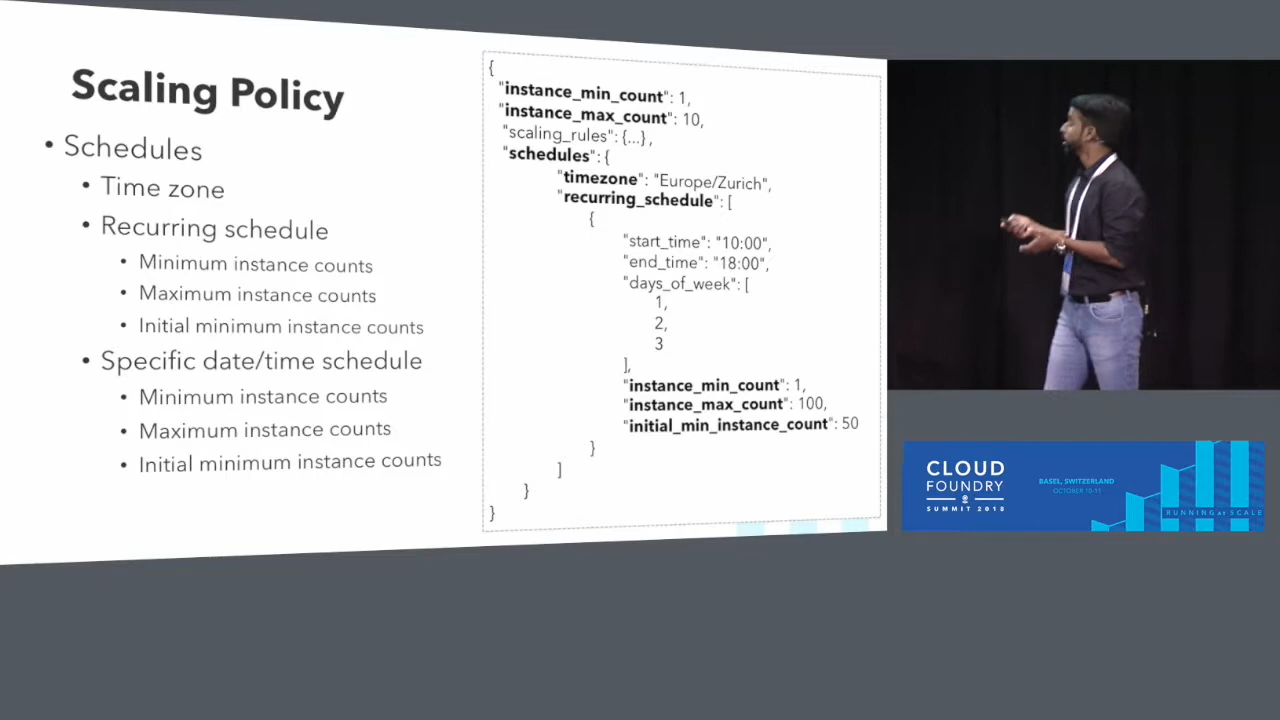 Scaling Policy
• Schedules
• Time zone
• Recurring schedule
• Minimum instance counts
• Maximum instance counts
• Initial minimum instance counts
• Specific date/time schedule
• Minimum instance counts
• Maximum instance counts
• Initial minimum instance counts
{
"instance_min_count": 1,
"instance_max_count": 10,
"scaling_rules": {...},
"schedules": {
"timezone": "Europe/Zurich",
"recurring_schedule": [
{
"start_time": "10:00",
"end_time": "18:00",
"days_of_week": [
1,
2,
3
],
"instance_min_count": 1,
"instance_max_count": 100,
"initial_min_instance_count": 50
}
]
}
}
CLOUD
FOUNDRY
SUMMIT 2018
BASEL, SWITZERLAND
OCTOBER 10-11
RUNNING at SCALE